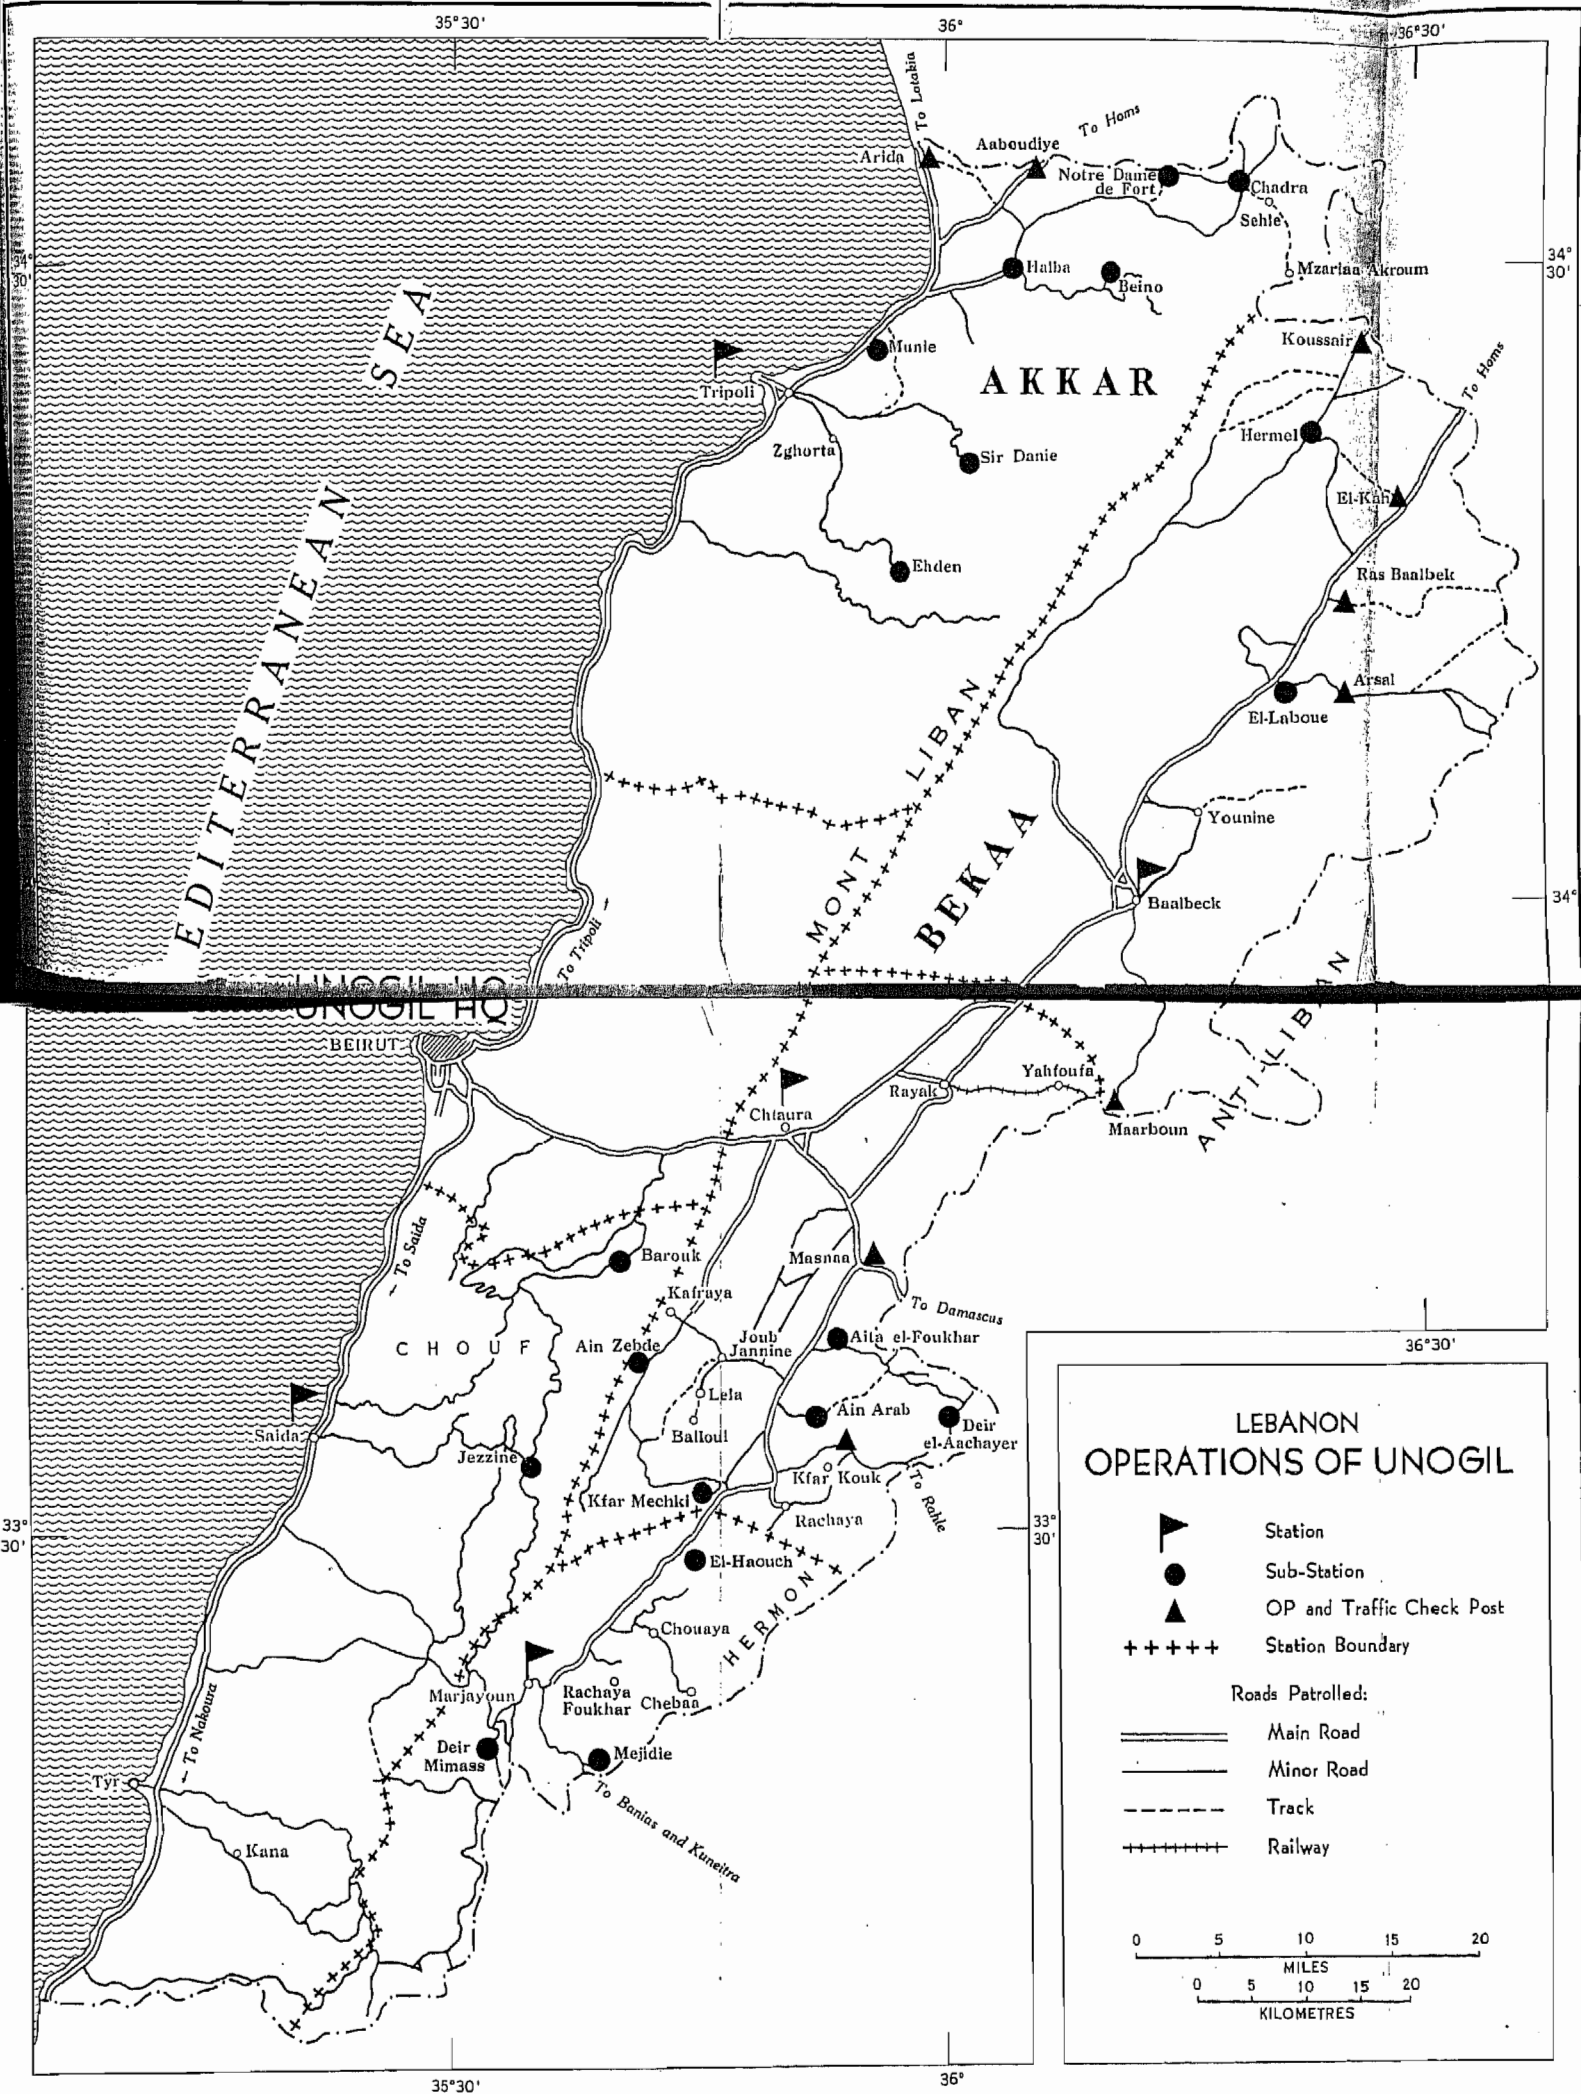 35°30'
36°
36°30'
To Latakia
To Homs
Aaboudiye
Arida
Notre Dame
de Fort
Chadra
Sehle
34°
30'
34°
30'
Halba
Beino
Mzariaa Akroum
SEA
Koussair
Munie
AKKAR
To Homs
Tripoli
Zghorta
Hermel
Sir Danie
El-Kah
EDITERRANEAN
Ehden
Ras Baalbek
Arsal
El-Laboue
MONT LIBAN
Younine
BEKAA
Baalbeck
34°
To Tripoli
ANTI-LIBAN
UNOGIL HQ
UNOGIL HQ
BEIRUT
Rayak
Yahfoufa
Chtaura
Maarboun
To Saida
Barouk
Masnaa
Kafraya
To Damascus
CHOUF
Ain Zebde
Joub
Jannine
Aita el-Foukhar
36°30'
Lela
Ain Arab
Balloul
Deir
el-Aachayer
Saida
Jezzine
Kfar Kouk
To Rahle
Kfar Mechki
Rachaya
33°
30'
33°
30'
El-Haouch
HERMON
Chouaya
Marjayoun
Rachaya
Foukhar
Chebaa
To Nakoura
Deir
Mimass
Mejidie
Tyr
To Banias and Kuneitra
Kana
35°30'
36°
LEBANON
OPERATIONS OF UNOGIL
Station
Sub-Station
OP and Traffic Check Post
Station Boundary
Roads Patrolled:
Main Road
Minor Road
Track
Railway
0 5 10 15 20
MILES
0 5 10 15 20
KILOMETRES